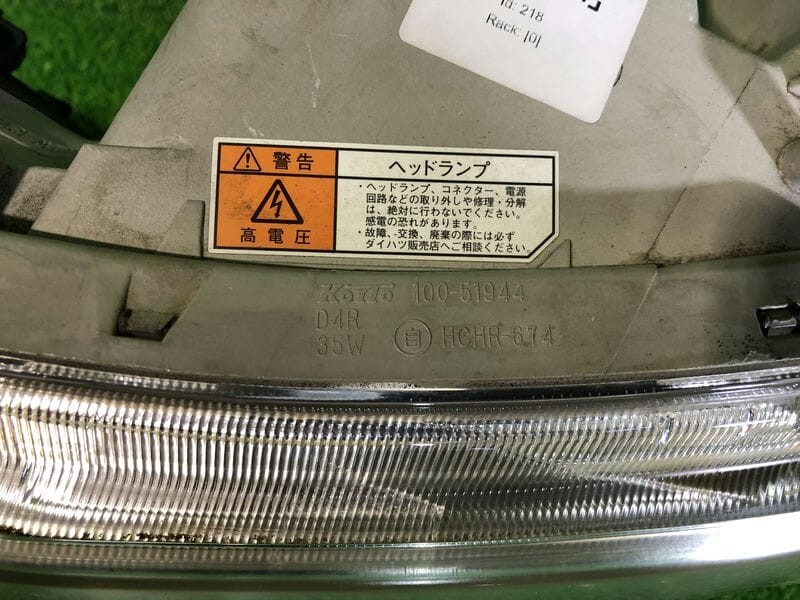 Id: 218
Rack: [0]
警告
高電圧
ヘッドランプ
・ヘッドランプ、コネクター、電源
回路などの取り外しや修理・分解
は、絶対に行わないでください。
感電の恐れがあります。
・故障、交換、廃棄の際には必ず
ダイハツ販売店へご相談ください。
KOITO 100-51944
D4R
35W 自 HCHR-674